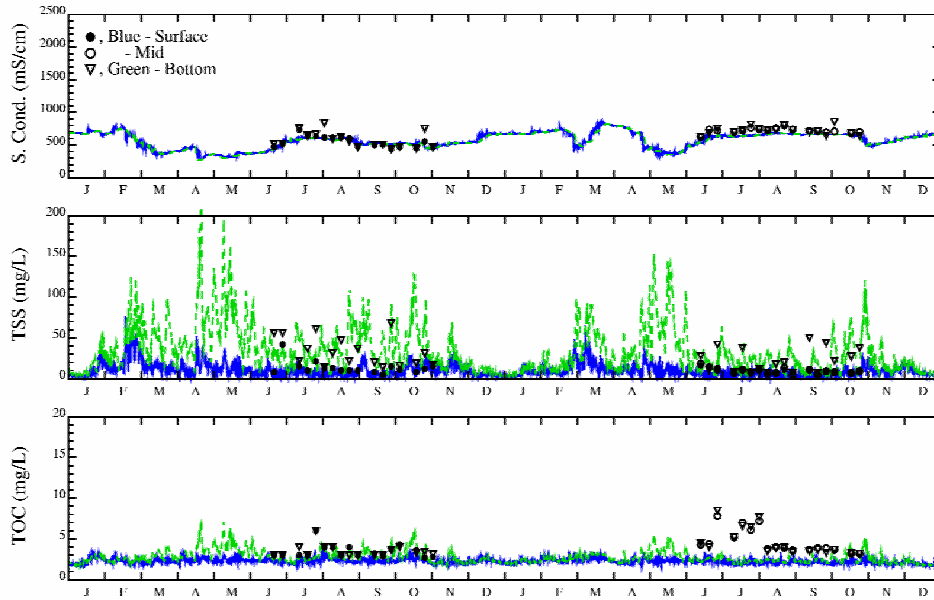 S. Cond. (mS/cm)
2500
2000
1500
1000
500
0
●, Blue - Surface
○ - Mid
▽, Green - Bottom
J F M A M J J A S O N D J F M A M J J A S O N D
TSS (mg/L)
200
150
100
50
0
J F M A M J J A S O N D J F M A M J J A S O N D
TOC (mg/L)
20
15
10
5
0
J F M A M J J A S O N D J F M A M J J A S O N D